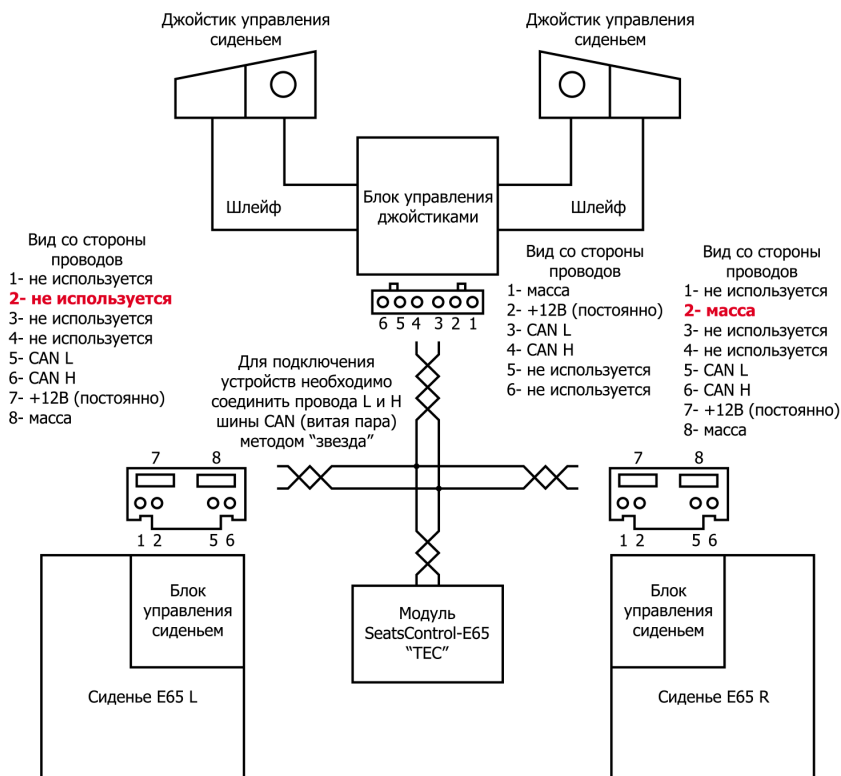 Джойстик управления
сиденьем
Джойстик управления
сиденьем
Блок управления
джойстиками
Шлейф
Шлейф
Вид со стороны
проводов
1- не используется
2- не используется
3- не используется
4- не используется
5- CAN L
6- CAN H
7- +12В (постоянно)
8- масса
6 5 4 3 2 1
Вид со стороны
проводов
1- масса
2- +12В (постоянно)
3- CAN L
4- CAN H
5- не используется
6- не используется
Вид со стороны
проводов
1- не используется
2- масса
3- не используется
4- не используется
5- CAN L
6- CAN H
7- +12В (постоянно)
8- масса
Для подключения
устройств необходимо
соединить провода L и H
шины CAN (витая пара)
методом “звезда”
7 8
1 2 5 6
7 8
1 2 5 6
Блок
управления
сиденьем
Сиденье E65 L
Модуль
SeatsControl-E65
“TEC”
Блок
управления
сиденьем
Сиденье E65 R